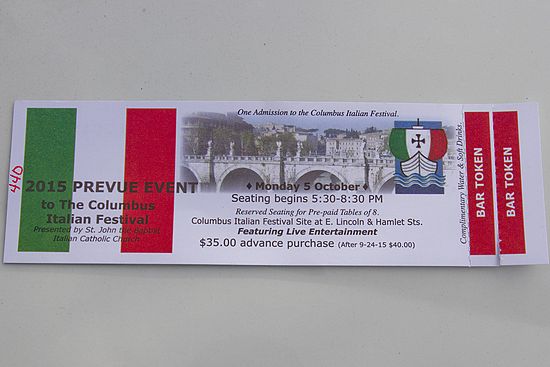 440
2015 PREVUE EVENT
to The Columbus
Italian Festival
Presented by St. John the Baptist
Italian Catholic Church
One Admission to the Columbus Italian Festival.
♦ Monday 5 October ♦
Seating begins 5:30-8:30 PM
Reserved Seating for Pre-paid Tables of 8.
Columbus Italian Festival Site at E. Lincoln & Hamlet Sts.
Featuring Live Entertainment
$35.00 advance purchase (After 9-24-15 $40.00)
Complimentary Water & Soft Drinks.
BAR TOKEN
BAR TOKEN